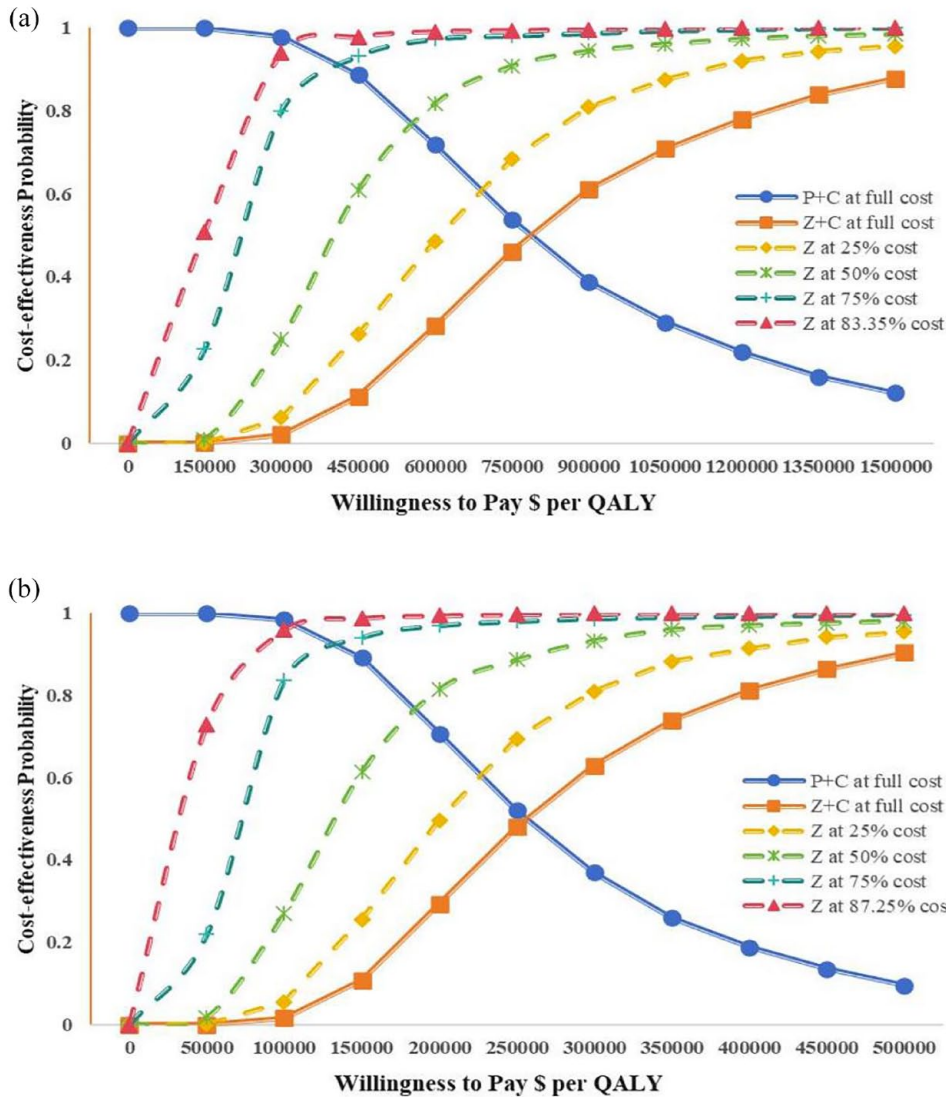 (a)
1
0.8
0.6
0.4
0.2
0
Cost-effectiveness Probability
P+C at full cost
Z+C at full cost
Z at 25% cost
Z at 50% cost
Z at 75% cost
Z at 83.35% cost
0 150000 300000 450000 600000 750000 900000 1050000 1200000 1350000 1500000
Willingness to Pay $ per QALY
(b)
1
0.8
0.6
0.4
0.2
0
Cost-effectiveness Probability
P+C at full cost
Z+C at full cost
Z at 25% cost
Z at 50% cost
Z at 75% cost
Z at 87.25% cos
0 50000 100000 150000 200000 250000 300000 350000 400000 450000 500000
Willingness to Pay $ per QALY